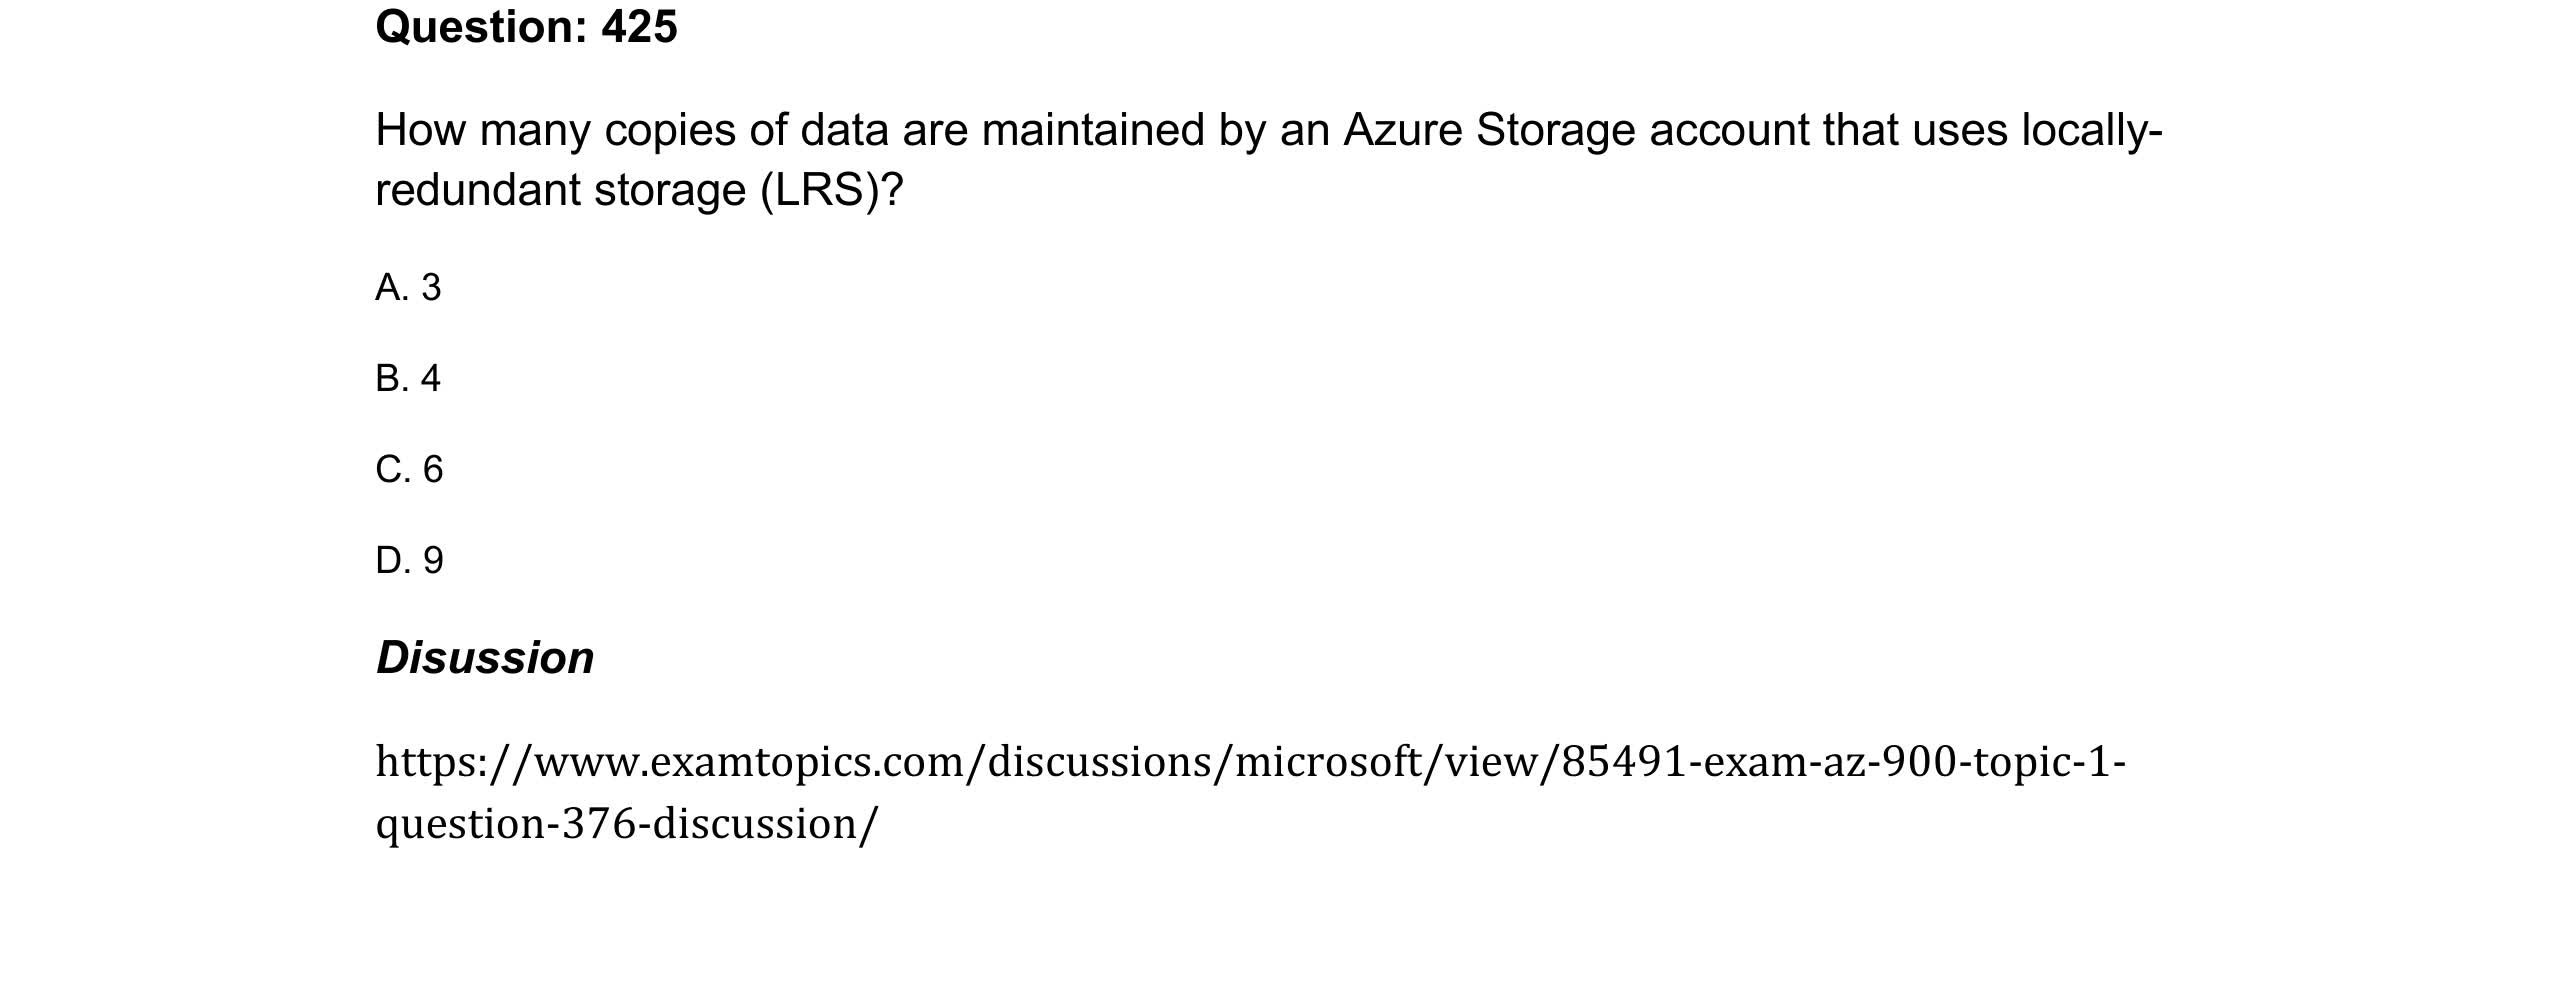 Question: 425
How many copies of data are maintained by an Azure Storage account that uses locally-
redundant storage (LRS)?
A. 3
B. 4
C. 6
D. 9
Disussion
https://www.examtopics.com/discussions/microsoft/view/85491-exam-az-900-topic-1-
question-376-discussion/